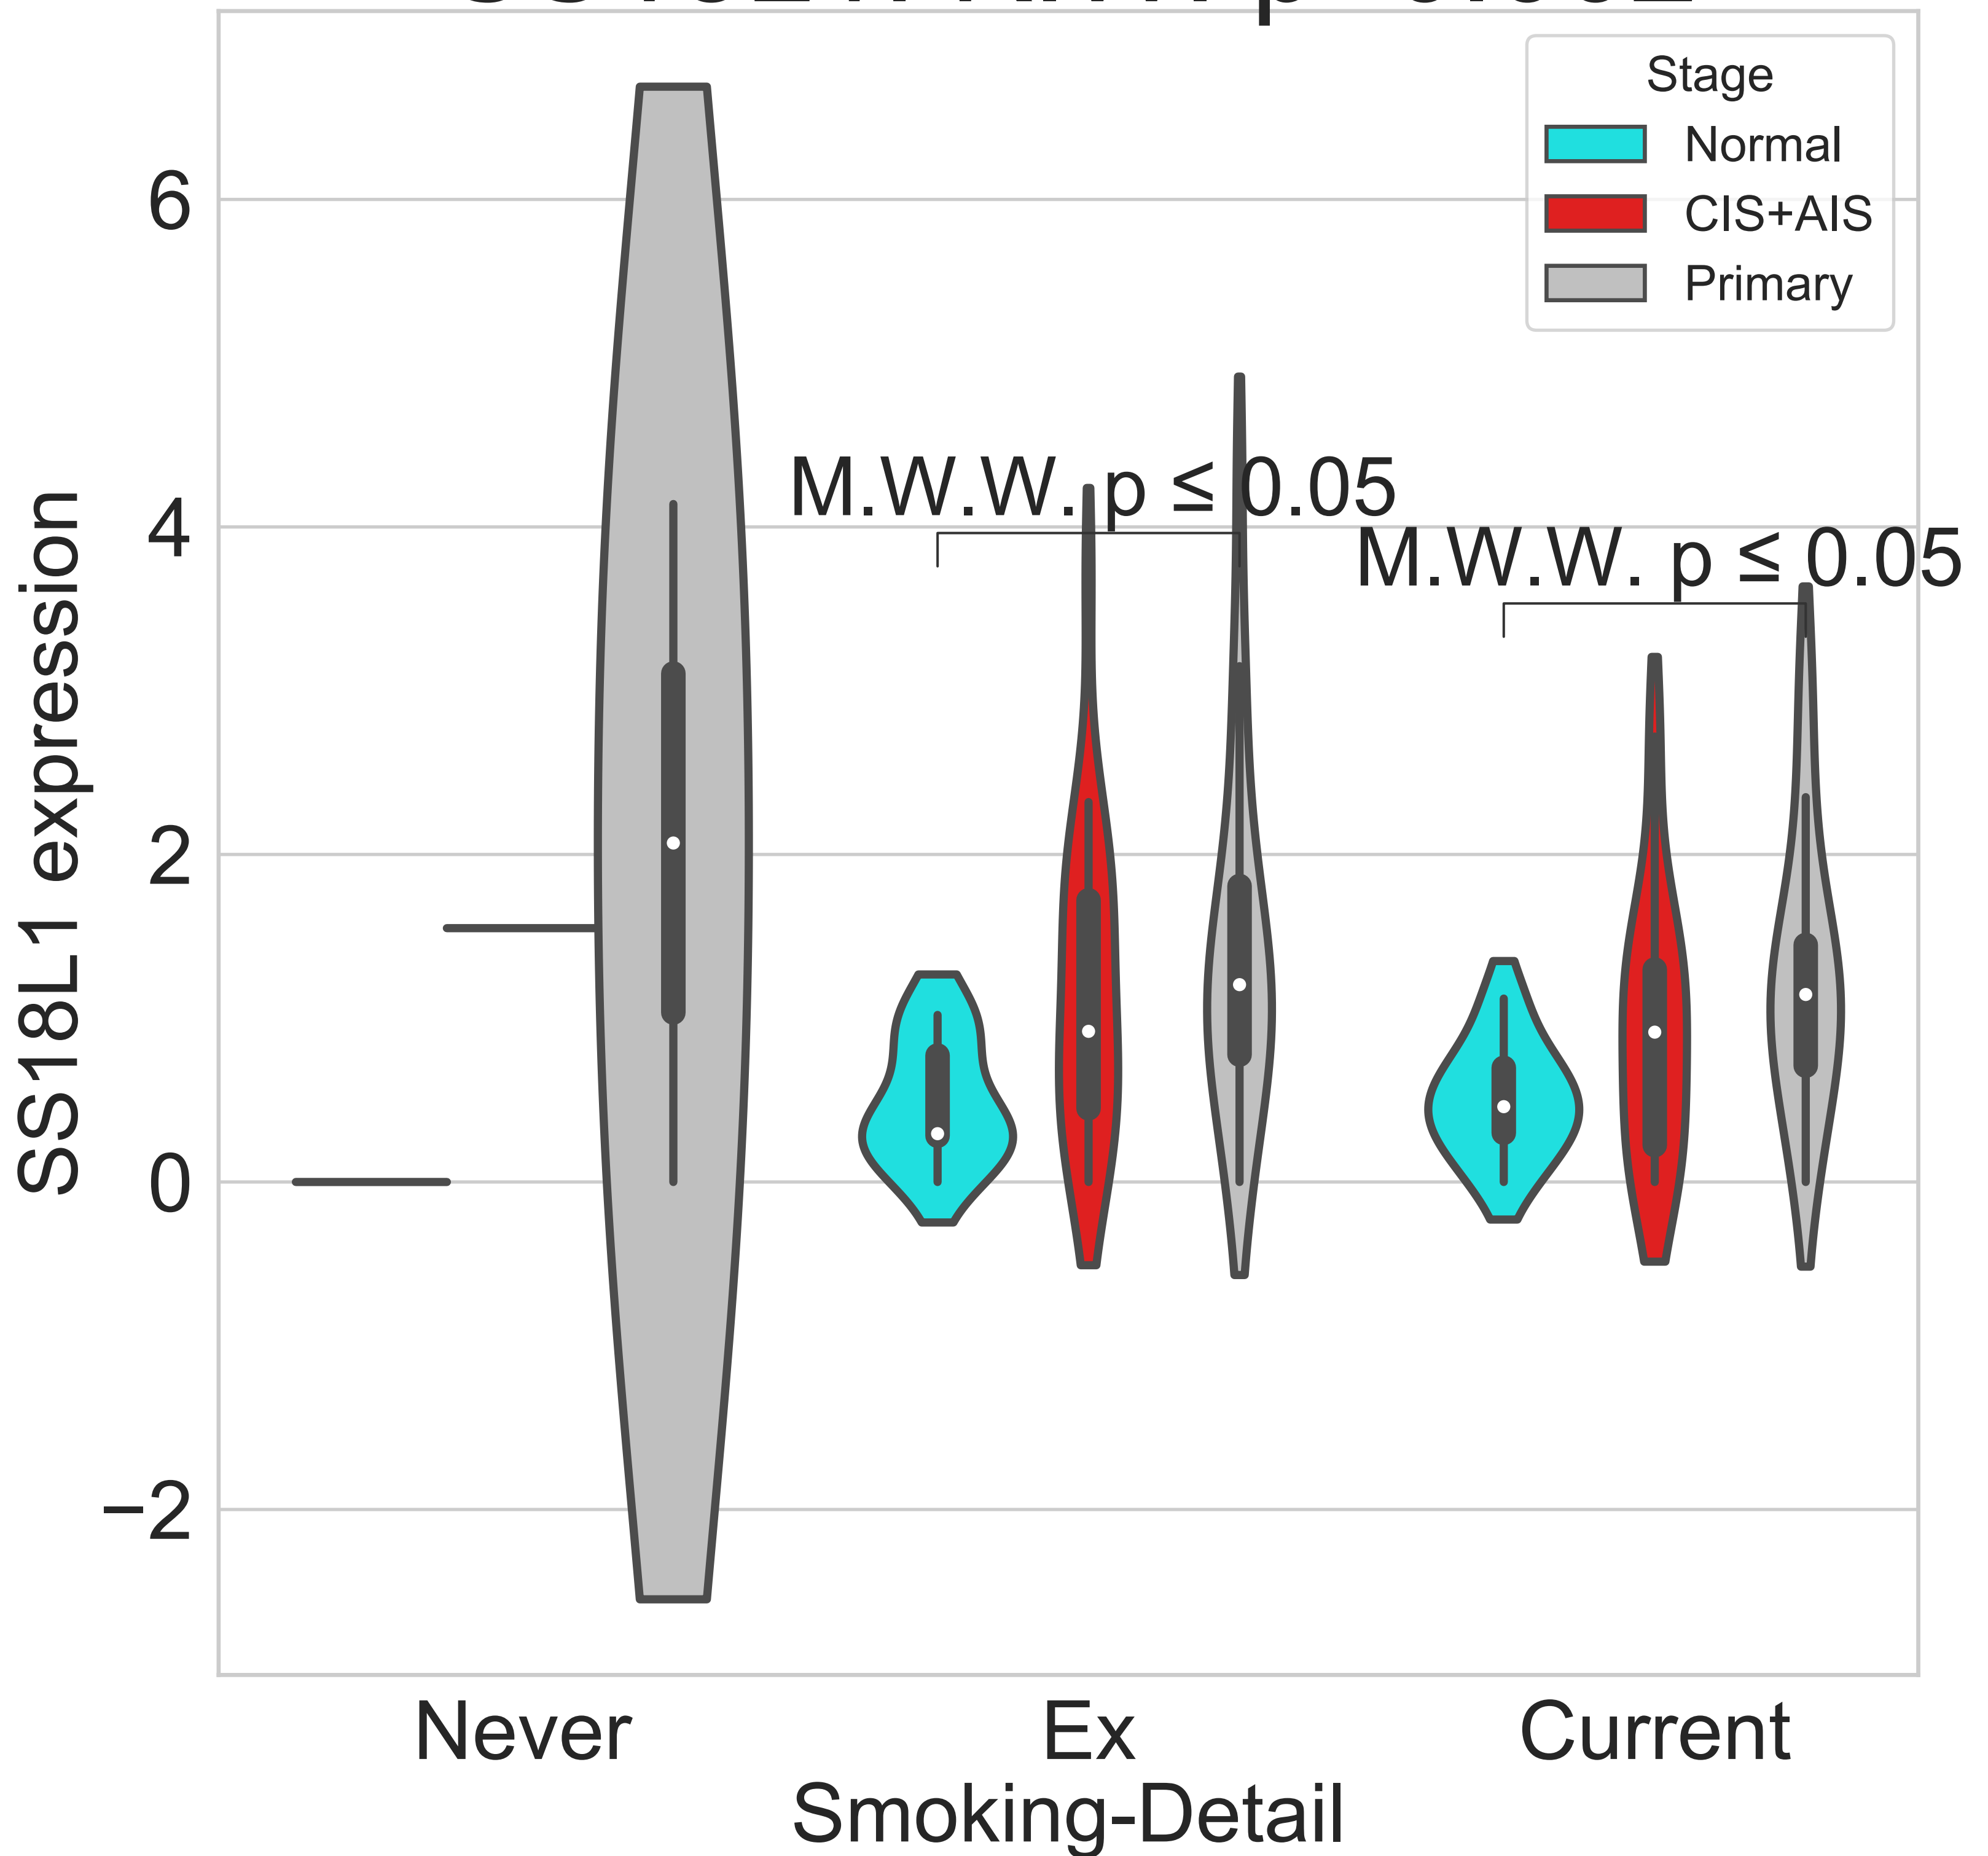 Stage
Normal
CIS+AIS
Primary
6
4
2
0
−2
SS18L1 expression
M.W.W. p ≤ 0.05
M.W.W. p ≤ 0.05
Never
Ex
Current
Smoking-Detail